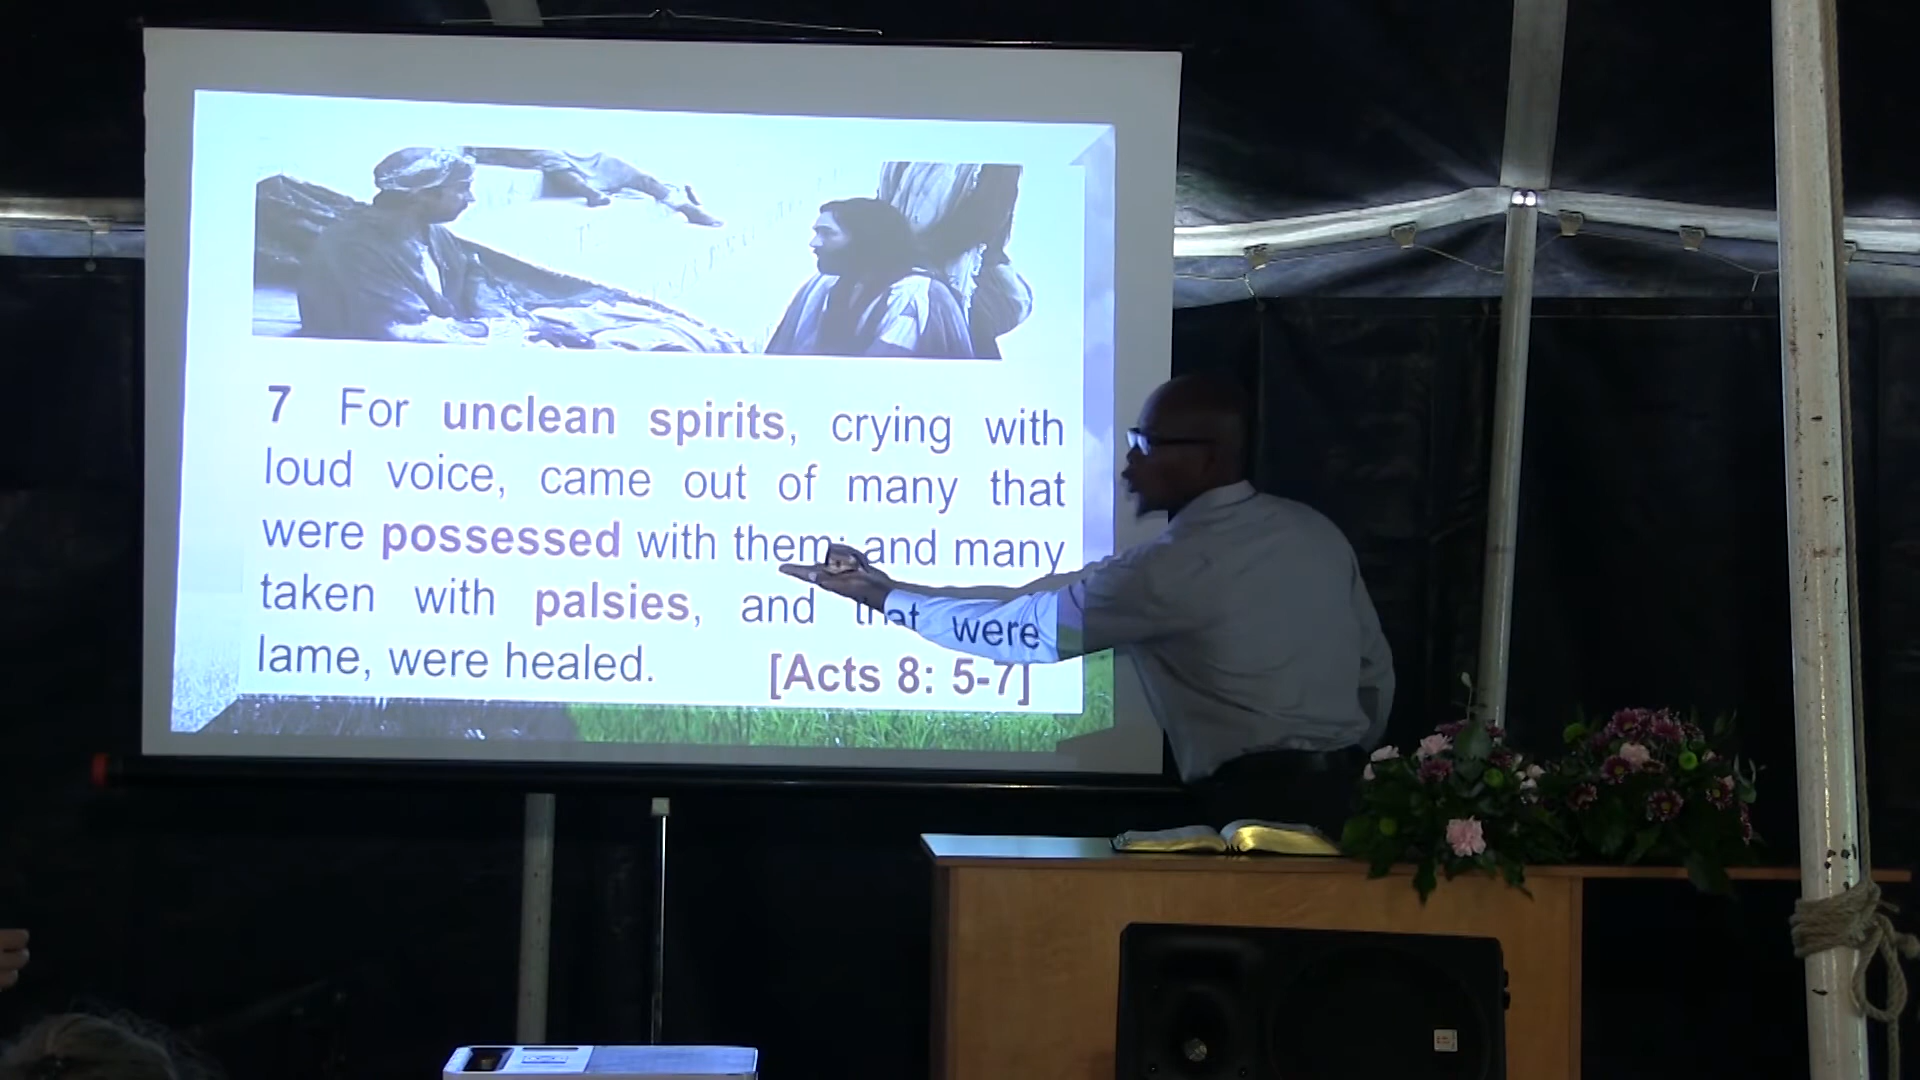 7 For unclean spirits, crying with
loud voice, came out of many that
were possessed with them; and many
taken with palsies, and that were
lame, were healed. [Acts 8: 5-7]